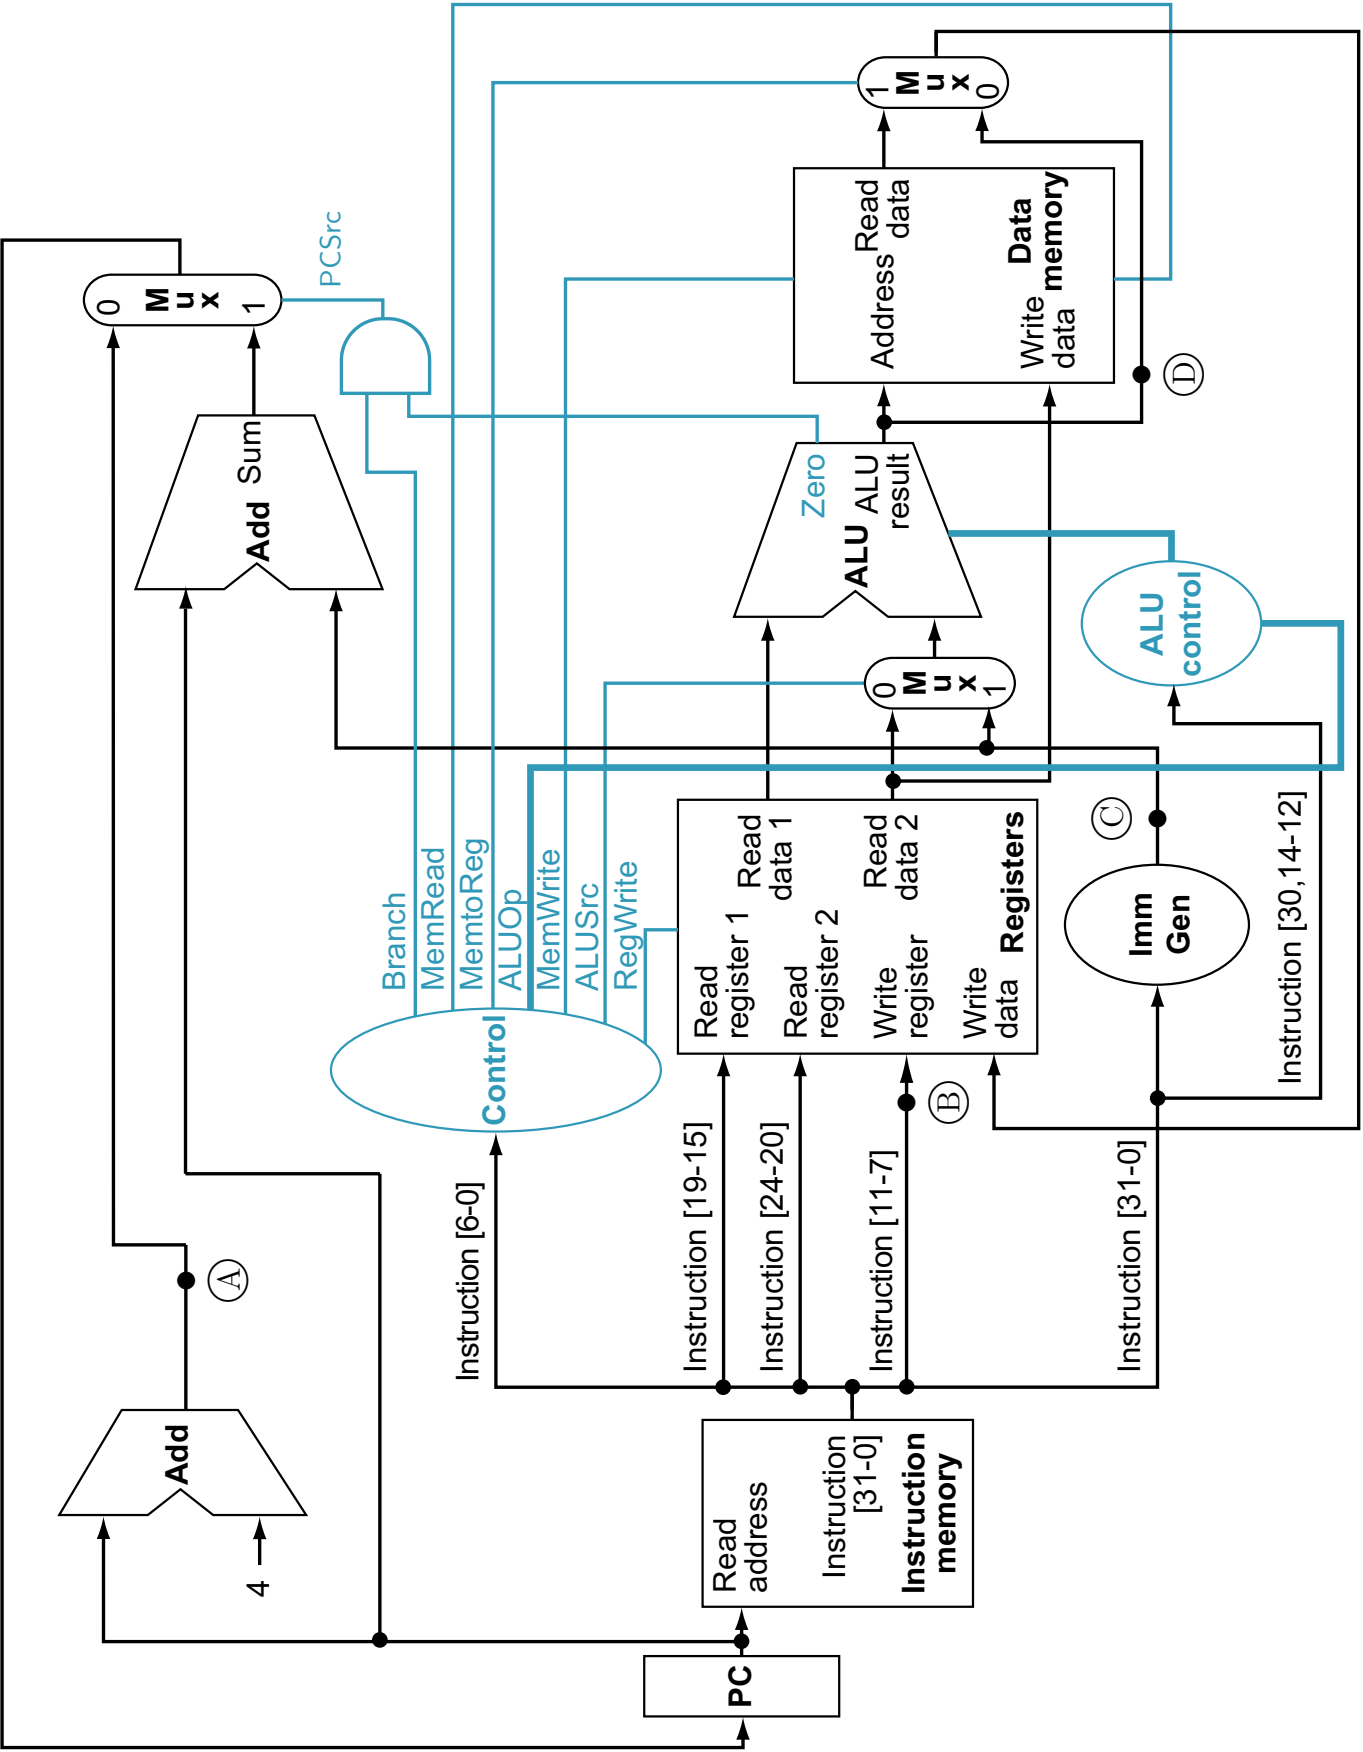 PC
4
Add
Read
address
Instruction
[31-0]
Instruction
memory
A
Instruction [6-0]
Instruction [19-15]
Instruction [24-20]
Instruction [11-7]
Instruction [31-0]
B
Control
Branch
MemRead
MemtoReg
ALUOp
MemWrite
ALUSrc
RegWrite
Read
register 1
Read
register 2
Write
register
Write
data
Read
data 1
Read
data 2
Registers
Imm
Gen
C
Instruction [30,14-12]
0
M
u
x
1
ALU
control
Add
Sum
ALU
Zero
ALU
result
D
PCSrc
0
M
u
x
1
Address
Write
data
Read
data
Data
memory
1
M
u
x
0